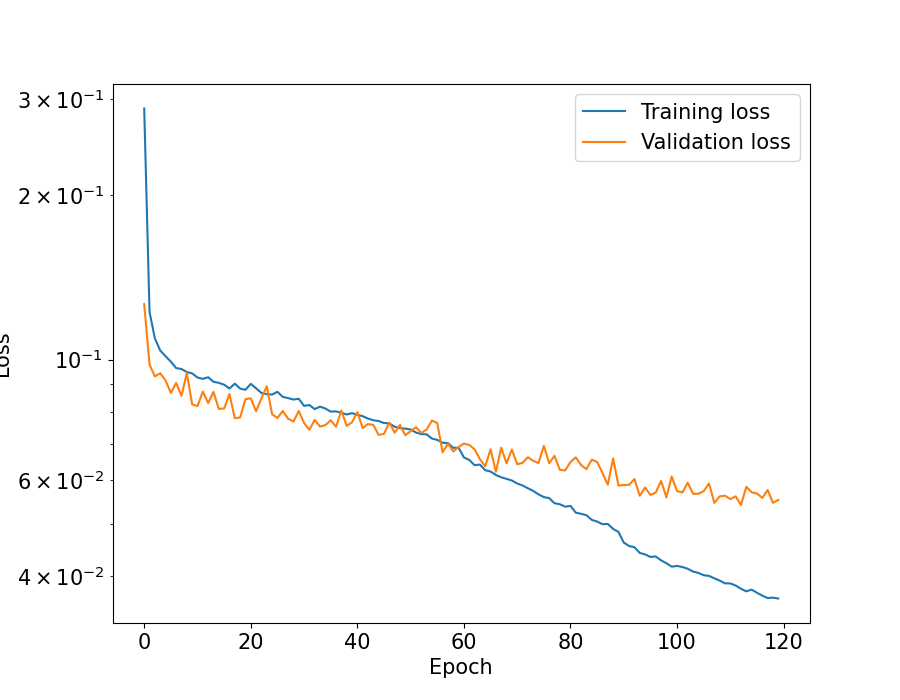 3 × 10⁻¹
2 × 10⁻¹
10⁻¹
6 × 10⁻²
4 × 10⁻²
Loss
Training loss
Validation loss
0 20 40 60 80 100 120
Epoch